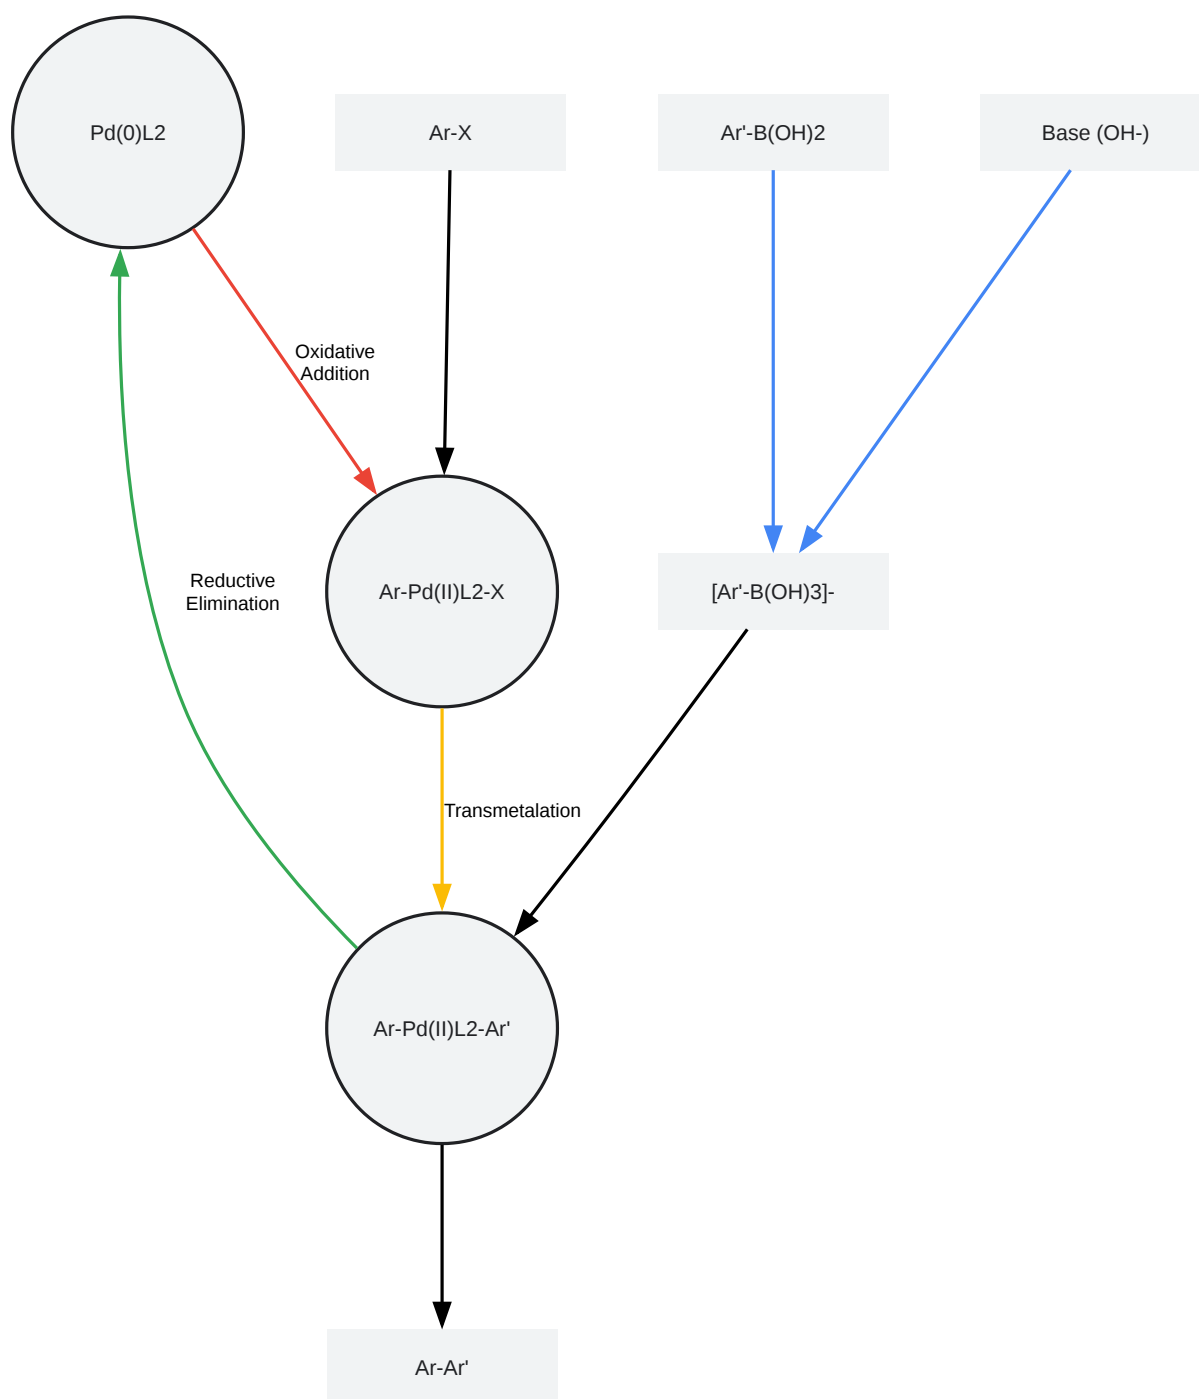 Pd(0)L2
Ar-X
Ar'-B(OH)2
Base (OH-)
Oxidative
Addition
Reductive
Elimination
Ar-Pd(II)L2-X
[Ar'-B(OH)3]-
Transmetalation
Ar-Pd(II)L2-Ar'
Ar-Ar'